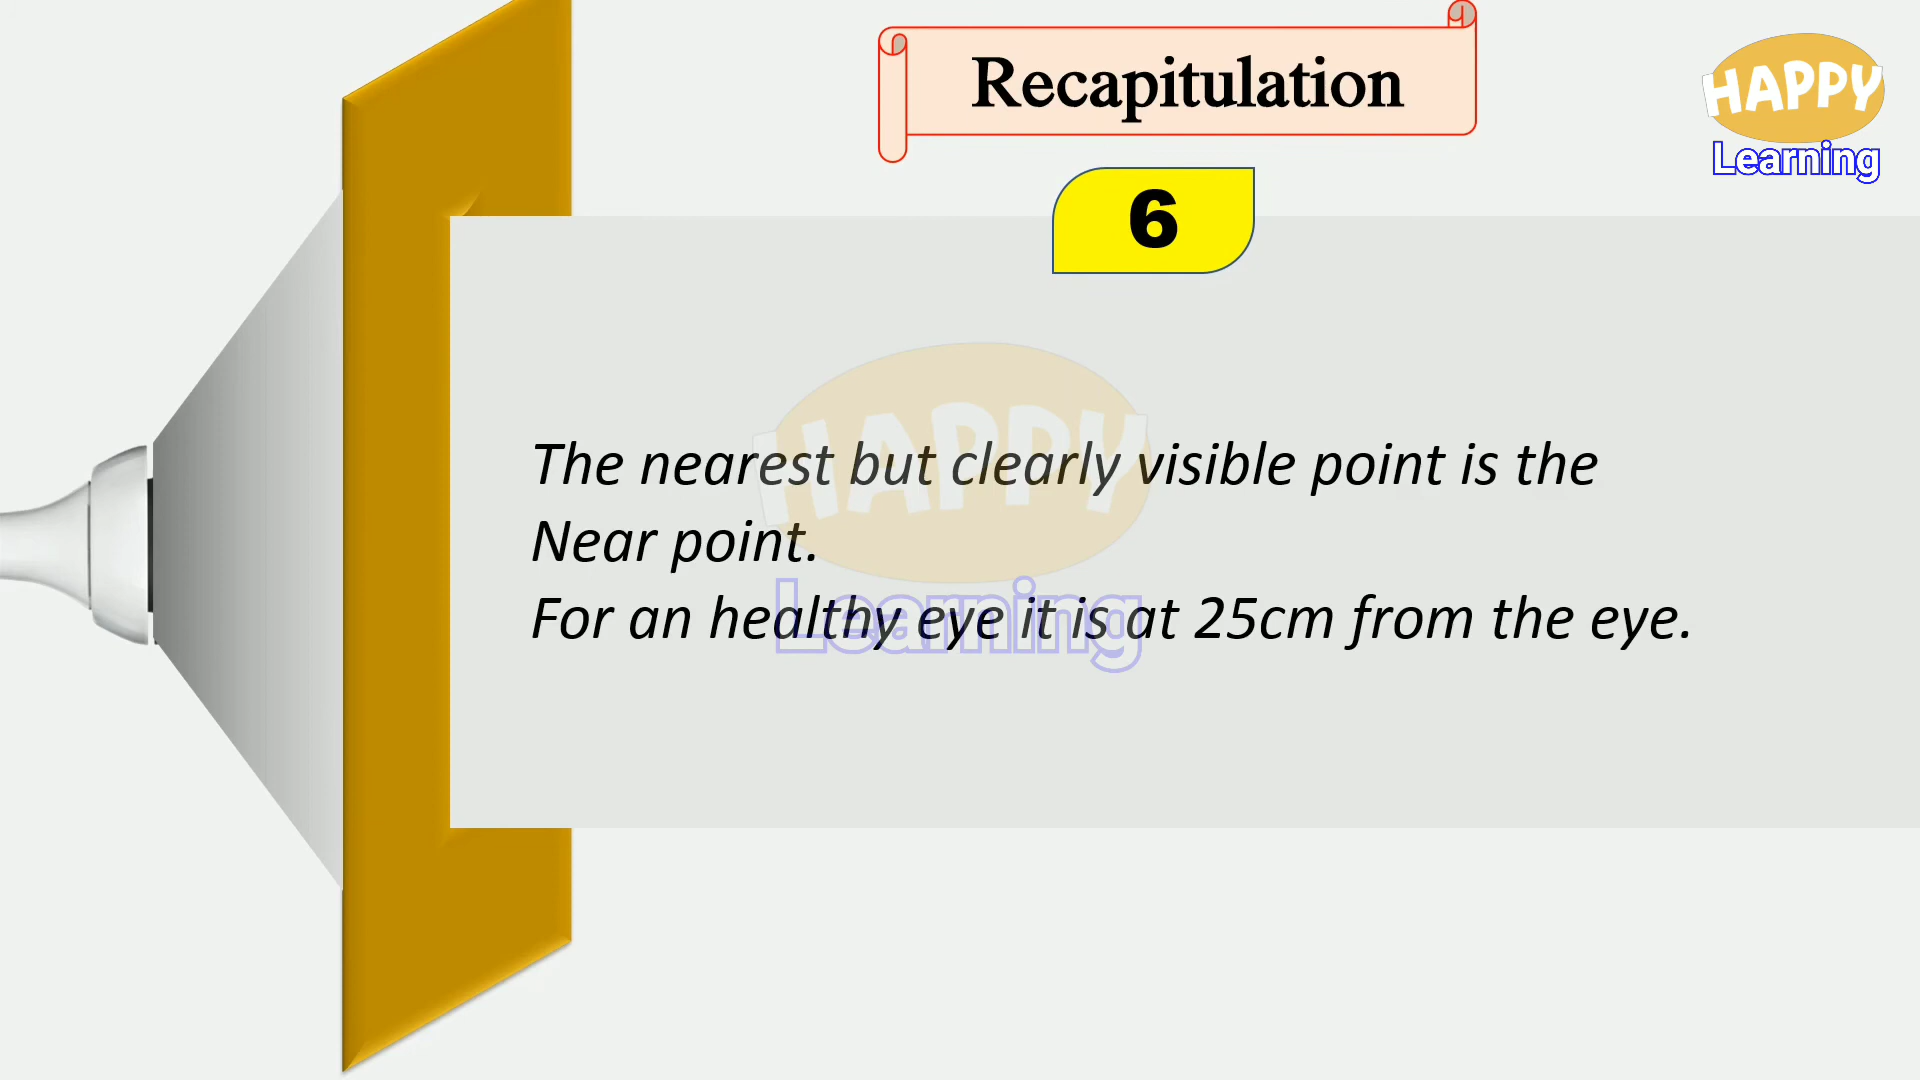 Recapitulation
HAPPY
Learning
6
The nearest but clearly visible point is the
Near point.
For an healthy eye it is at 25cm from the eye.
HAPPY
Learning